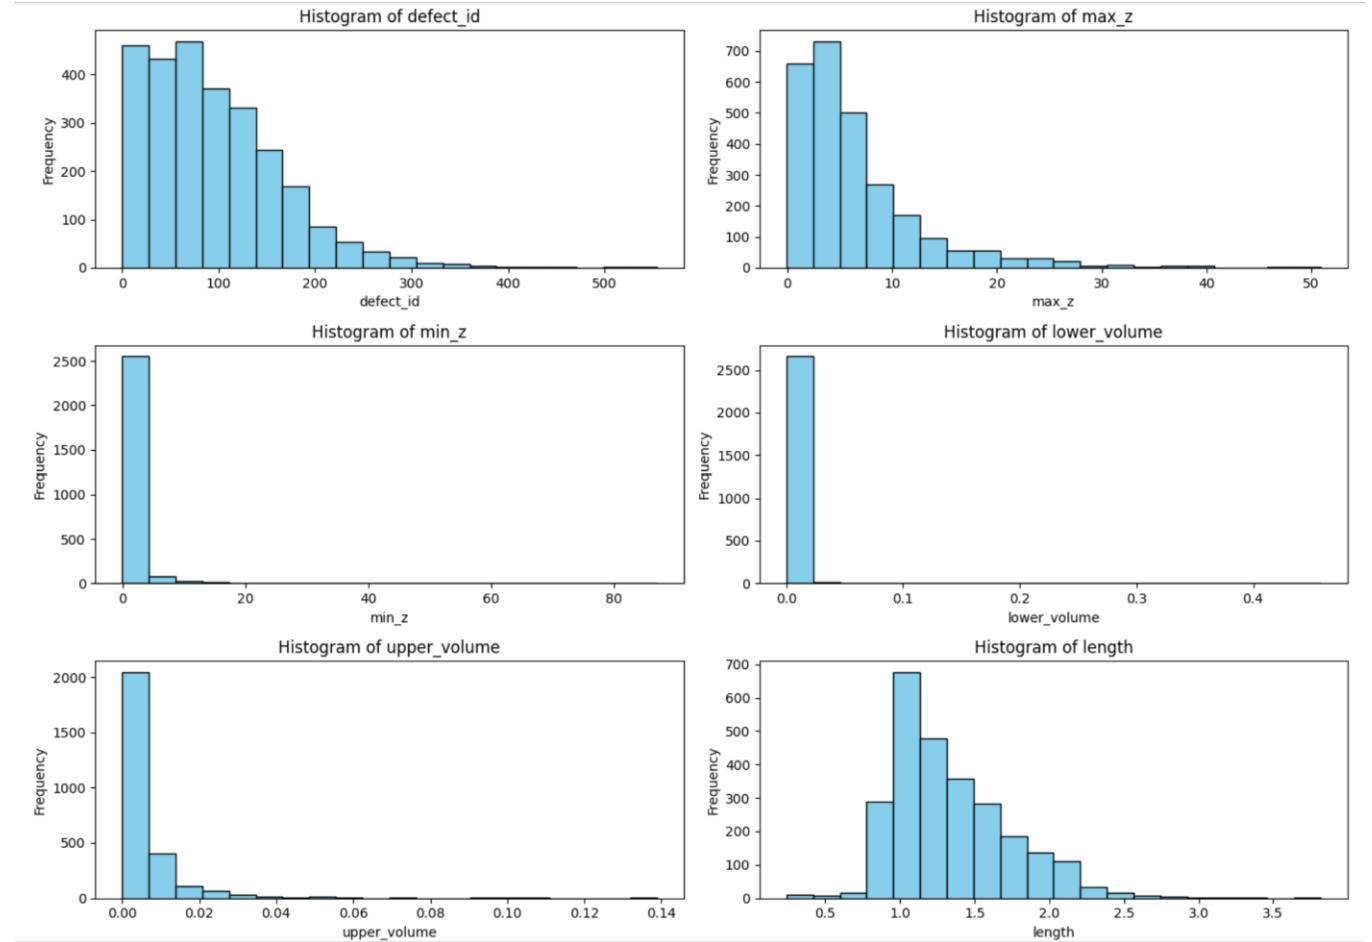 Histogram of defect_id
400
300
200
100
0
Frequency
0 100 200 300 400 500
defect_id
Histogram of max_z
700
600
500
400
300
200
100
0
Frequency
0 10 20 30 40 50
max_z
Histogram of min_z
2500
2000
1500
1000
500
0
Frequency
0 20 40 60 80
min_z
Histogram of lower_volume
2500
2000
1500
1000
500
0
Frequency
0.0 0.1 0.2 0.3 0.4
lower_volume
Histogram of upper_volume
2000
1500
1000
500
0
Frequency
0.00 0.02 0.04 0.06 0.08 0.10 0.12 0.14
upper_volume
Histogram of length
700
600
500
400
300
200
100
0
Frequency
0.5 1.0 1.5 2.0 2.5 3.0 3.5
length